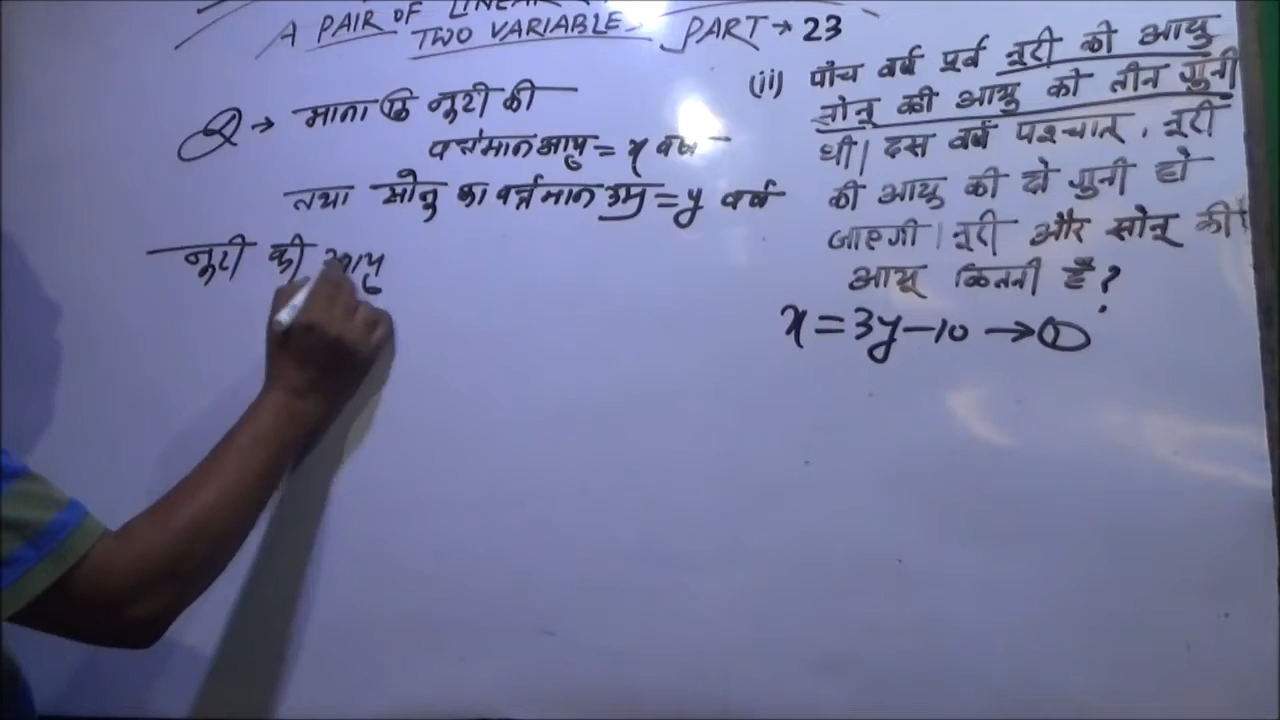 A PAIR OF LINEAR
TWO VARIABLE PART → 23
Q → माना कि नूरी की
वर्त्तमान आयु = x वर्ष
तथा सोनू का वर्त्तमान उम्र = y वर्ष
नूरी की आयु
(ii) पाँच वर्ष पूर्व नूरी की आयु
सोनू की आयु की तीन गुनी
थी। दस वर्ष पश्चात्, नूरी
की आयु की दो गुनी हो
जाएगी। नूरी और सोनू की
आयू कितनी है?
x = 3y - 10 → ①